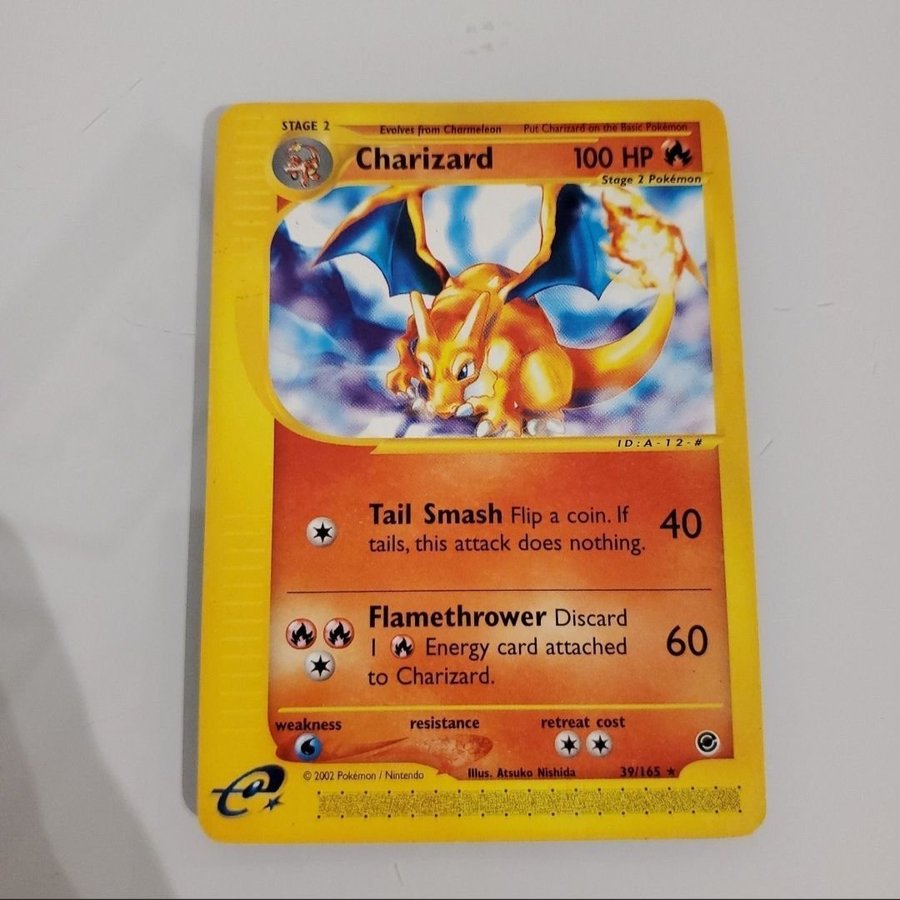 STAGE 2 Evolves from Charmeleon Put Charizard on the Basic Pokémon
Charizard 100 HP
Stage 2 Pokémon
ID:A-12-#
Tail Smash Flip a coin. If
tails, this attack does nothing. 40
Flamethrower Discard
1 Energy card attached
to Charizard. 60
weakness resistance retreat cost
© 2002 Pokémon / Nintendo Illus. Atsuko Nishida 39/165 ★
e